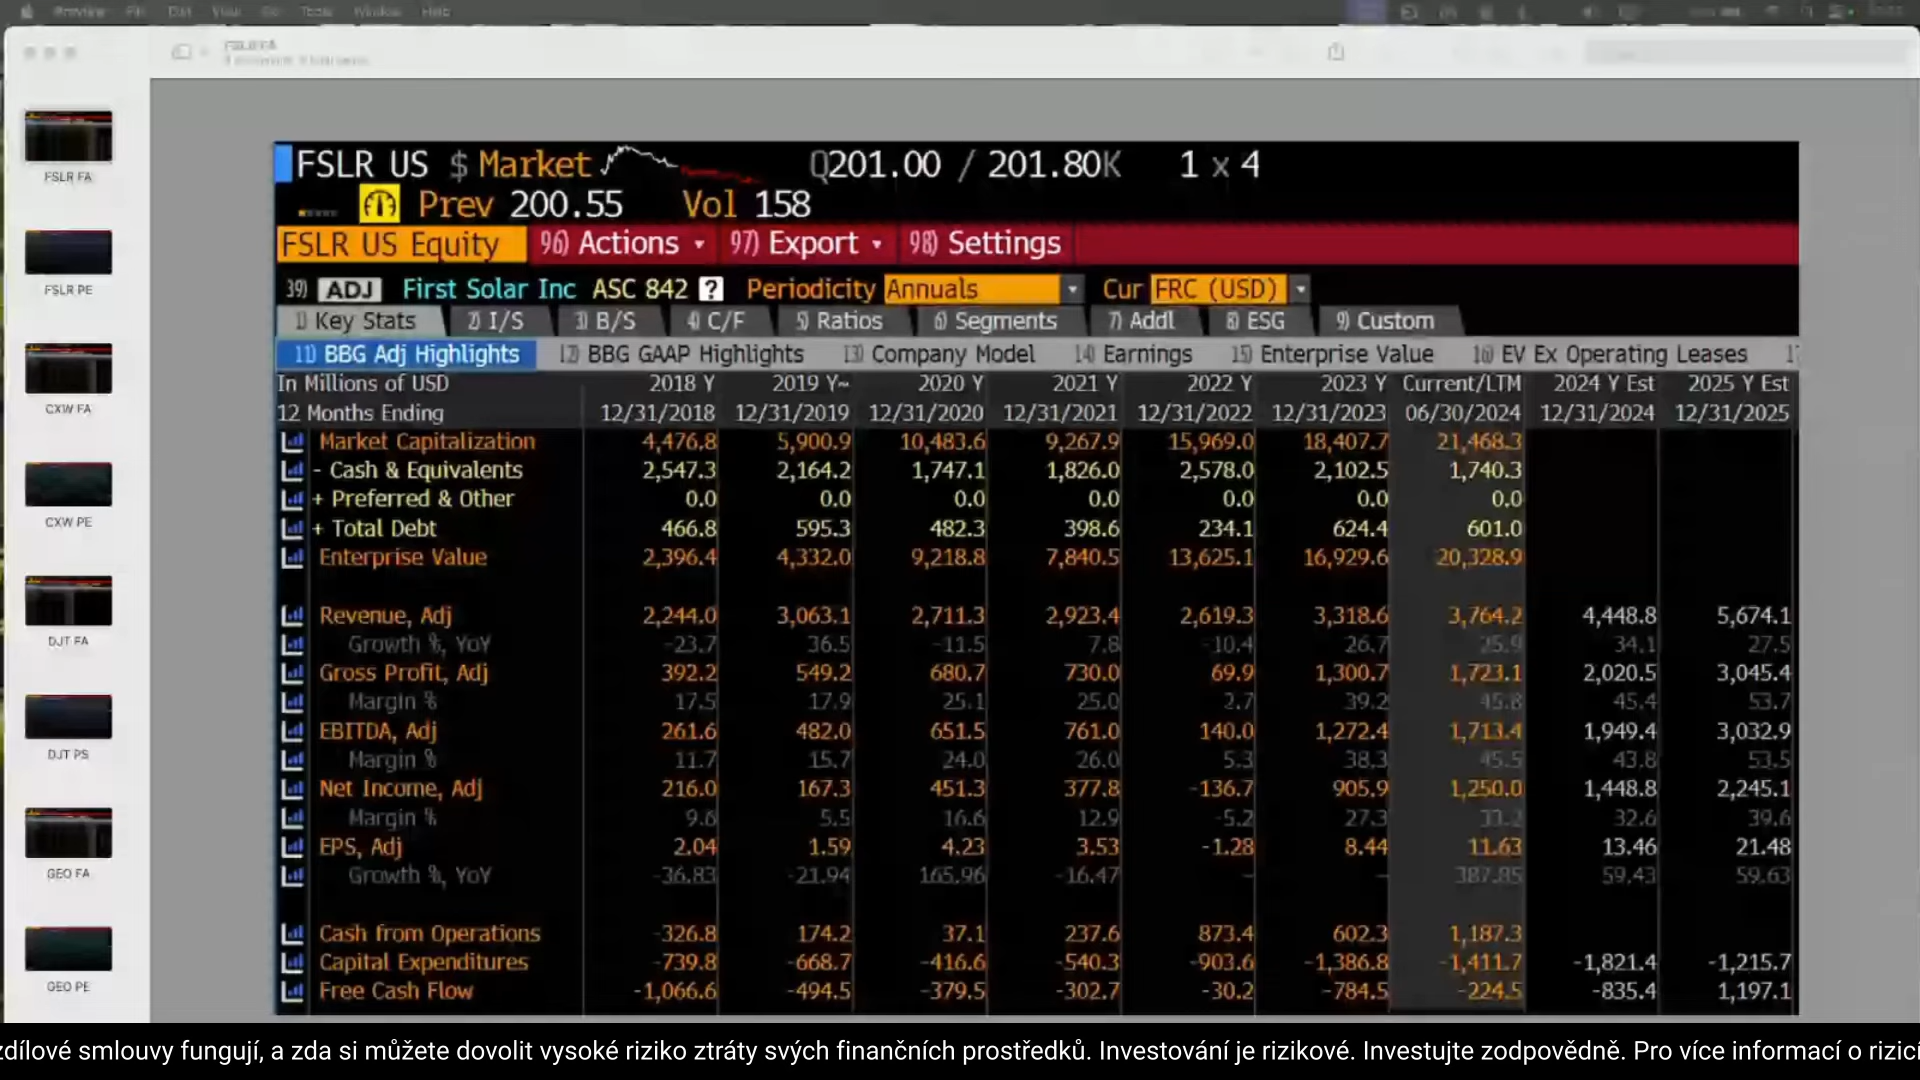 Preview File Edit View Go Tools Window Help
FSLR FA
FSLR US $ Market Q201.00 / 201.80K 1 x 4
Prev 200.55 Vol 158
FSLR US Equity 96) Actions 97) Export 98) Settings
39) ADJ First Solar Inc ASC 842 ? Periodicity Annuals Cur FRC (USD)
1) Key Stats 2) I/S 3) B/S 4) C/F 5) Ratios 6) Segments 7) Addl 8) ESG 9) Custom
11) BBG Adj Highlights 12) BBG GAAP Highlights 13) Company Model 14) Earnings 15) Enterprise Value 16) EV Ex Operating Leases
In Millions of USD 2018 Y 2019 Y~ 2020 Y 2021 Y 2022 Y 2023 Y Current/LTM 2024 Y Est 2025 Y Est
12 Months Ending 12/31/2018 12/31/2019 12/31/2020 12/31/2021 12/31/2022 12/31/2023 06/30/2024 12/31/2024 12/31/2025
Market Capitalization 4,476.8 5,900.9 10,483.6 9,267.9 15,969.0 18,407.7 21,468.3
- Cash & Equivalents 2,547.3 2,164.2 1,747.1 1,826.0 2,578.0 2,102.5 1,740.3
+ Preferred & Other 0.0 0.0 0.0 0.0 0.0 0.0 0.0
+ Total Debt 466.8 595.3 482.3 398.6 234.1 624.4 601.0
Enterprise Value 2,396.4 4,332.0 9,218.8 7,840.5 13,625.1 16,929.6 20,328.9
Revenue, Adj 2,244.0 3,063.1 2,711.3 2,923.4 2,619.3 3,318.6 3,764.2 4,448.8 5,674.1
Growth %, YoY -23.7 36.5 -11.5 7.8 -10.4 26.7 25.9 34.1 27.5
Gross Profit, Adj 392.2 549.2 680.7 730.0 69.9 1,300.7 1,723.1 2,020.5 3,045.4
Margin % 17.5 17.9 25.1 25.0 2.7 39.2 45.8 45.4 53.7
EBITDA, Adj 261.6 482.0 651.5 761.0 140.0 1,272.4 1,713.4 1,949.4 3,032.9
Margin % 11.7 15.7 24.0 26.0 5.3 38.3 45.5 43.8 53.5
Net Income, Adj 216.0 167.3 451.3 377.8 -136.7 905.9 1,250.0 1,448.8 2,245.1
Margin % 9.6 5.5 16.6 12.9 -5.2 27.3 33.2 32.6 39.6
EPS, Adj 2.04 1.59 4.23 3.53 -1.28 8.44 11.63 13.46 21.48
Growth %, YoY -36.83 -21.94 165.96 -16.47 – – 387.85 59.43 59.63
Cash from Operations -326.8 174.2 37.1 237.6 873.4 602.3 1,187.3
Capital Expenditures -739.8 -668.7 -416.6 -540.3 -903.6 -1,386.8 -1,411.7 -1,821.4 -1,215.7
Free Cash Flow -1,066.6 -494.5 -379.5 -302.7 -30.2 -784.5 -224.5 -835.4 1,197.1
FSLR FA
FSLR PE
CXW FA
CXW PE
DJT FA
DJT PS
GEO FA
GEO PE
zdílové smlouvy fungují, a zda si můžete dovolit vysoké riziko ztráty svých finančních prostředků. Investování je rizikové. Investujte zodpovědně. Pro více informací o rizicí